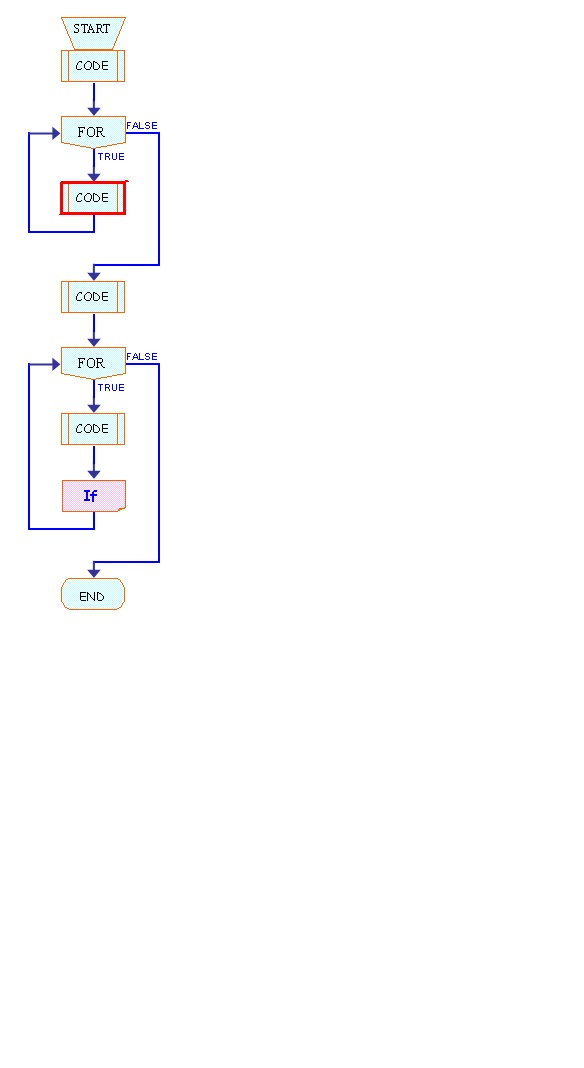 START
CODE
FOR
FALSE
TRUE
CODE
CODE
FOR
FALSE
TRUE
CODE
If
END